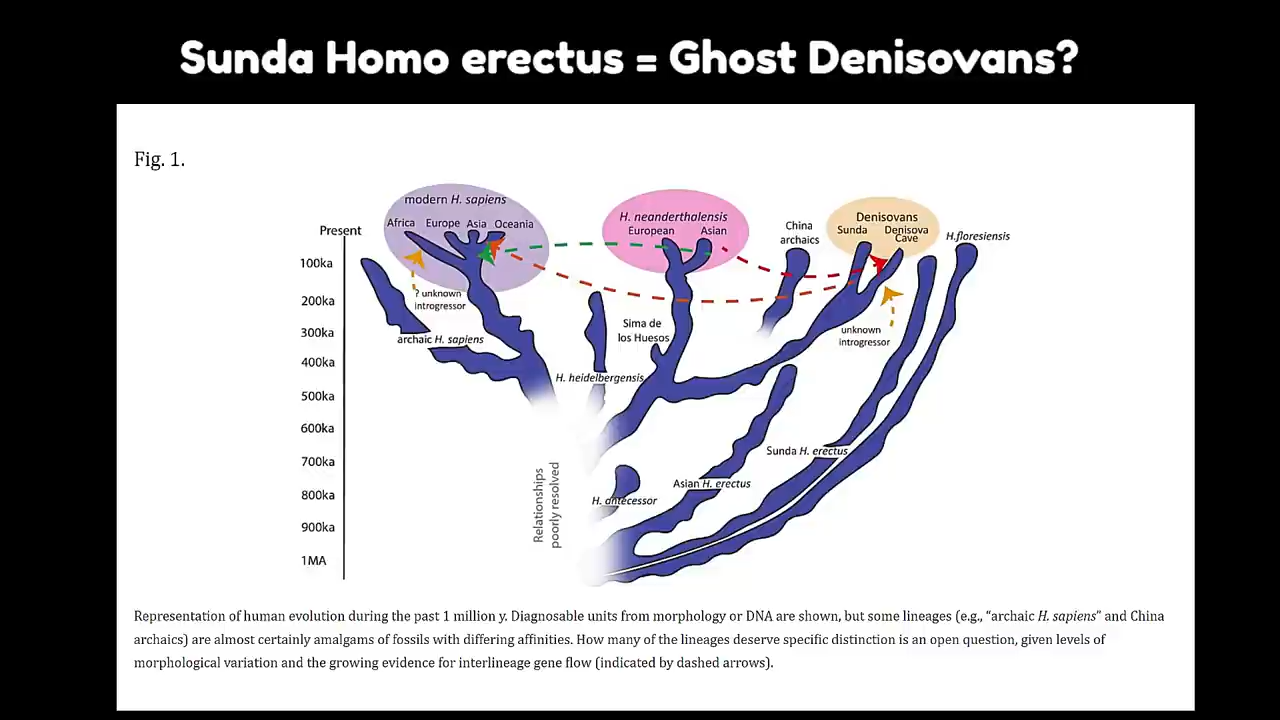 Sunda Homo erectus = Ghost Denisovans?
Fig. 1.
modern H. sapiens
Africa Europe Asia Oceania
H. neanderthalensis
European Asian
China
archaics
Denisovans
Sunda Denisova
Cave
H.floresiensis
Present
100ka
200ka
300ka
400ka
500ka
600ka
700ka
800ka
900ka
1MA
? unknown
introgressor
archaic H. sapiens
Sima de
los Huesos
H. heidelbergensis
unknown
introgressor
Sunda H. erectus
Asian H. erectus
H. antecessor
Relationships
poorly resolved
Representation of human evolution during the past 1 million y. Diagnosable units from morphology or DNA are shown, but some lineages (e.g., “archaic H. sapiens” and China
archaics) are almost certainly amalgams of fossils with differing affinities. How many of the lineages deserve specific distinction is an open question, given levels of
morphological variation and the growing evidence for interlineage gene flow (indicated by dashed arrows).